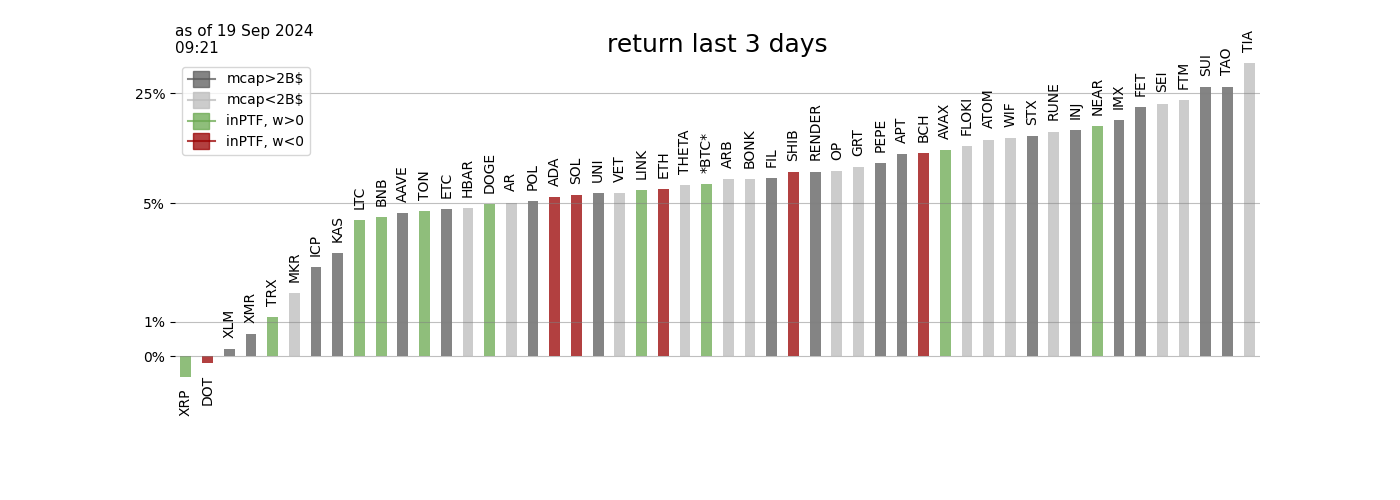 as of 19 Sep 2024
09:21
return last 3 days
mcap>2B$
mcap<2B$
inPTF, w>0
inPTF, w<0
25%
5%
1%
0%
XRP
DOT
XLM
XMR
TRX
MKR
ICP
KAS
LTC
BNB
AAVE
TON
ETC
HBAR
DOGE
AR
POL
ADA
SOL
UNI
VET
LINK
ETH
THETA
*BTC*
ARB
BONK
FIL
SHIB
RENDER
OP
GRT
PEPE
APT
BCH
AVAX
FLOKI
ATOM
WIF
STX
RUNE
INJ
NEAR
IMX
FET
SEI
FTM
SUI
TAO
TIA